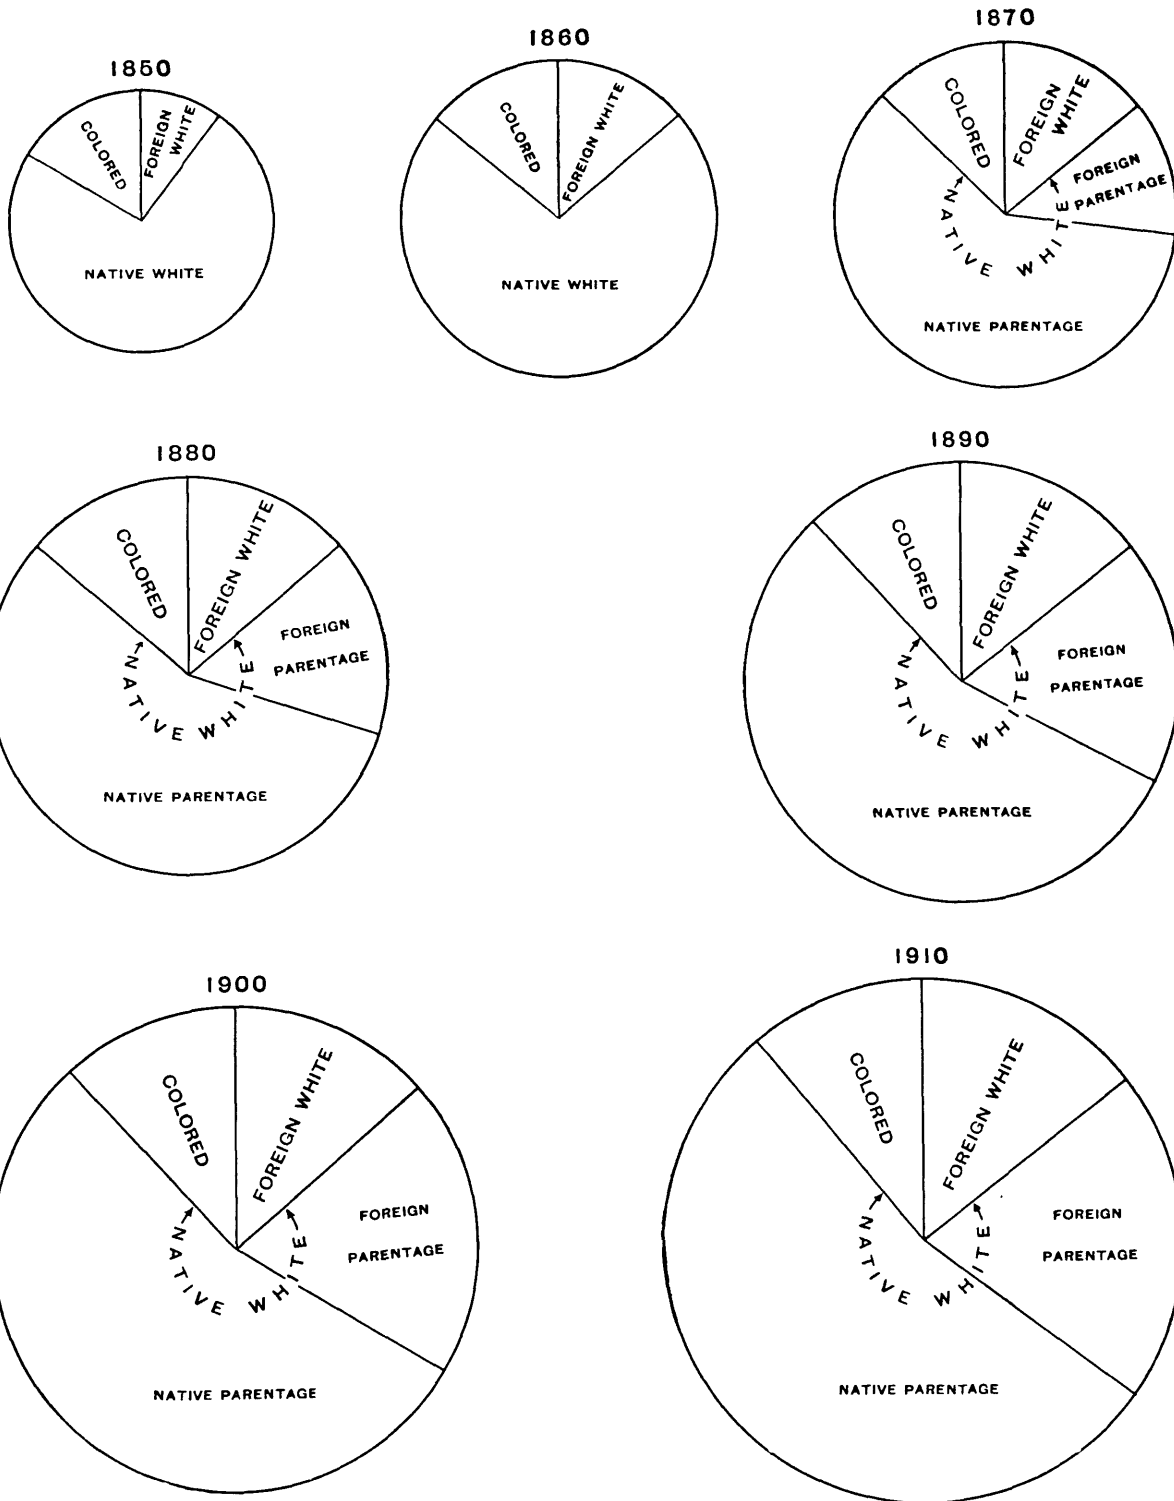 1850
COLORED
FOREIGN
WHITE
NATIVE WHITE
1860
COLORED
FOREIGN WHITE
NATIVE WHITE
1870
COLORED
FOREIGN
WHITE
FOREIGN
PARENTAGE
NATIVE WHITE
NATIVE PARENTAGE
1880
COLORED
FOREIGN WHITE
FOREIGN
PARENTAGE
NATIVE WHITE
NATIVE PARENTAGE
1890
COLORED
FOREIGN WHITE
FOREIGN
PARENTAGE
NATIVE WHITE
NATIVE PARENTAGE
1900
COLORED
FOREIGN WHITE
FOREIGN
PARENTAGE
NATIVE WHITE
NATIVE PARENTAGE
1910
COLORED
FOREIGN WHITE
FOREIGN
PARENTAGE
NATIVE WHITE
NATIVE PARENTAGE